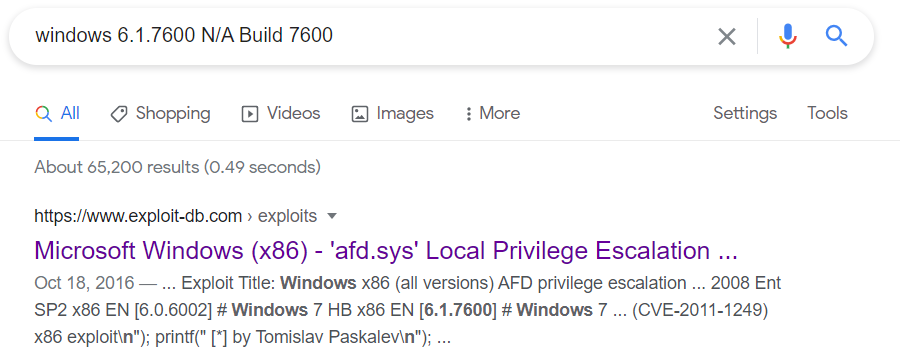 windows 6.1.7600 N/A Build 7600
All Shopping Videos Images More Settings Tools
About 65,200 results (0.49 seconds)
https://www.exploit-db.com › exploits
Microsoft Windows (x86) - 'afd.sys' Local Privilege Escalation ...
Oct 18, 2016 — ... Exploit Title: Windows x86 (all versions) AFD privilege escalation ... 2008 Ent
SP2 x86 EN [6.0.6002] # Windows 7 HB x86 EN [6.1.7600] # Windows 7 ... (CVE-2011-1249)
x86 exploit\n"); printf(" [*] by Tomislav Paskalev\n"); ...